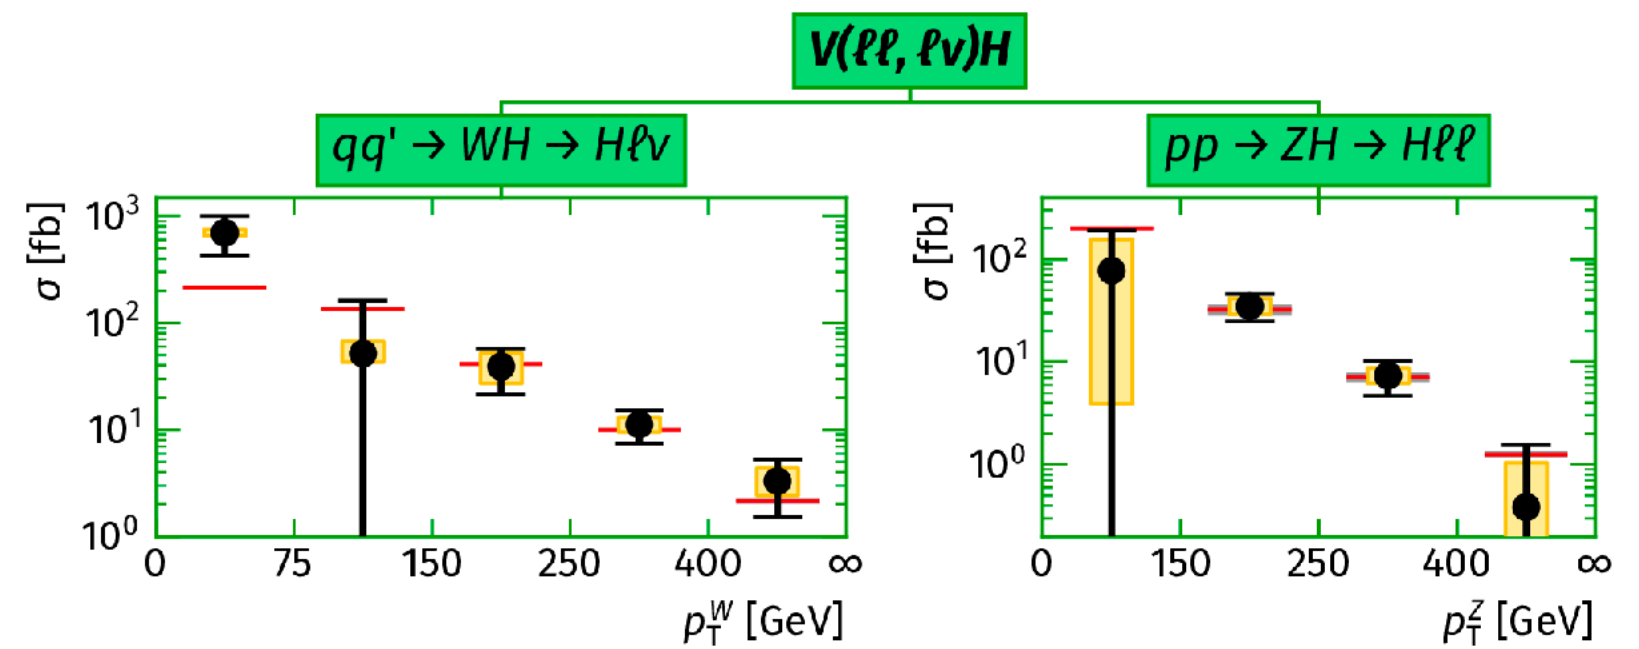 V(ℓℓ, ℓν)H
qq' → WH → Hℓν
pp → ZH → Hℓℓ
σ [fb]
10³
10²
10¹
10⁰
0 75 150 250 400 ∞
p_T^W [GeV]
σ [fb]
10²
10¹
10⁰
0 150 250 400 ∞
p_T^Z [GeV]